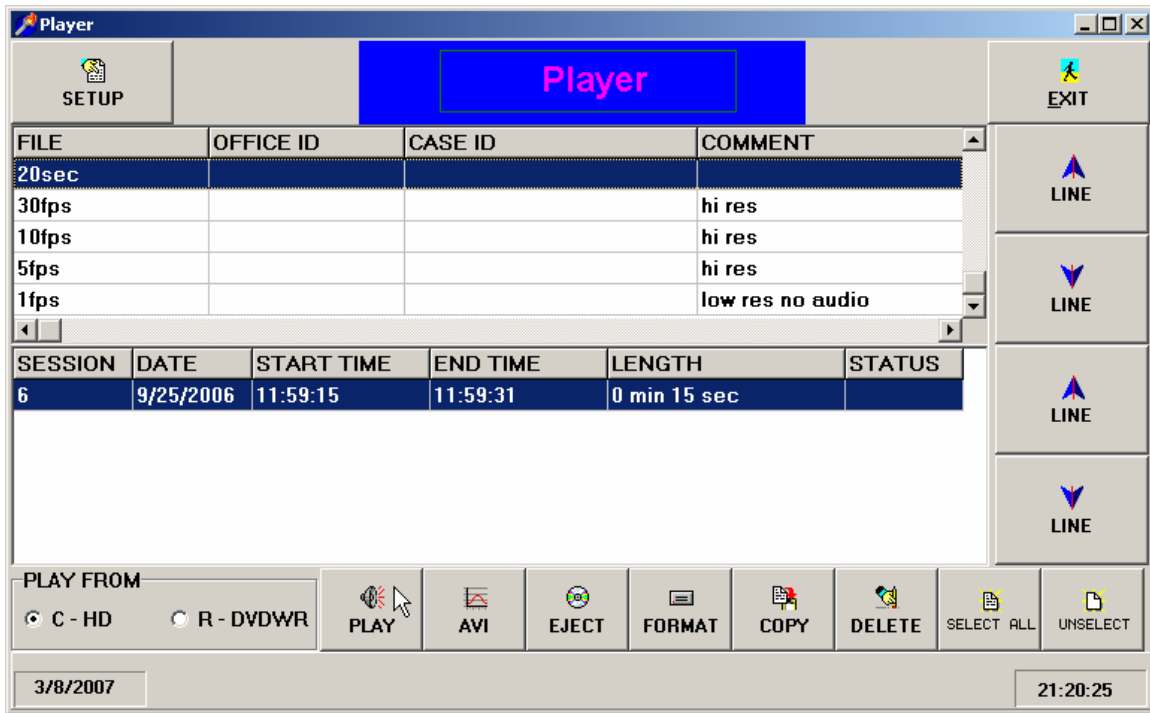 Player
SETUP
Player
EXIT
FILE OFFICE ID CASE ID COMMENT
20sec
30fps hi res
10fps hi res
5fps hi res
1fps low res no audio
LINE
LINE
SESSION DATE START TIME END TIME LENGTH STATUS
6 9/25/2006 11:59:15 11:59:31 0 min 15 sec
LINE
LINE
PLAY FROM
C - HD R - DVDWR
PLAY AVI EJECT FORMAT COPY DELETE SELECT ALL UNSELECT
3/8/2007 21:20:25